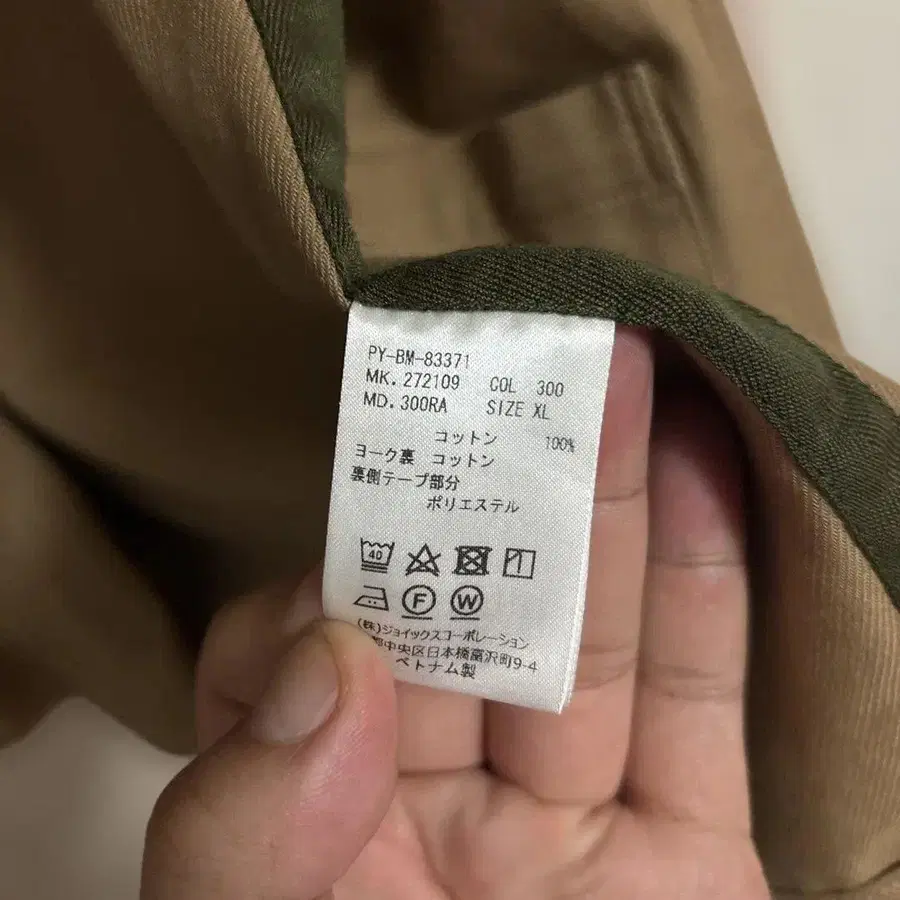 PY-BM-83371
MK. 272109 COL 300
MD. 300RA SIZE XL
コットン 100%
ヨーク裏 コットン
裏側テープ部分
ポリエステル
40
F W
(株)ジョイックスコーポレーション
都中央区日本橋富沢町9-4
ベトナム製